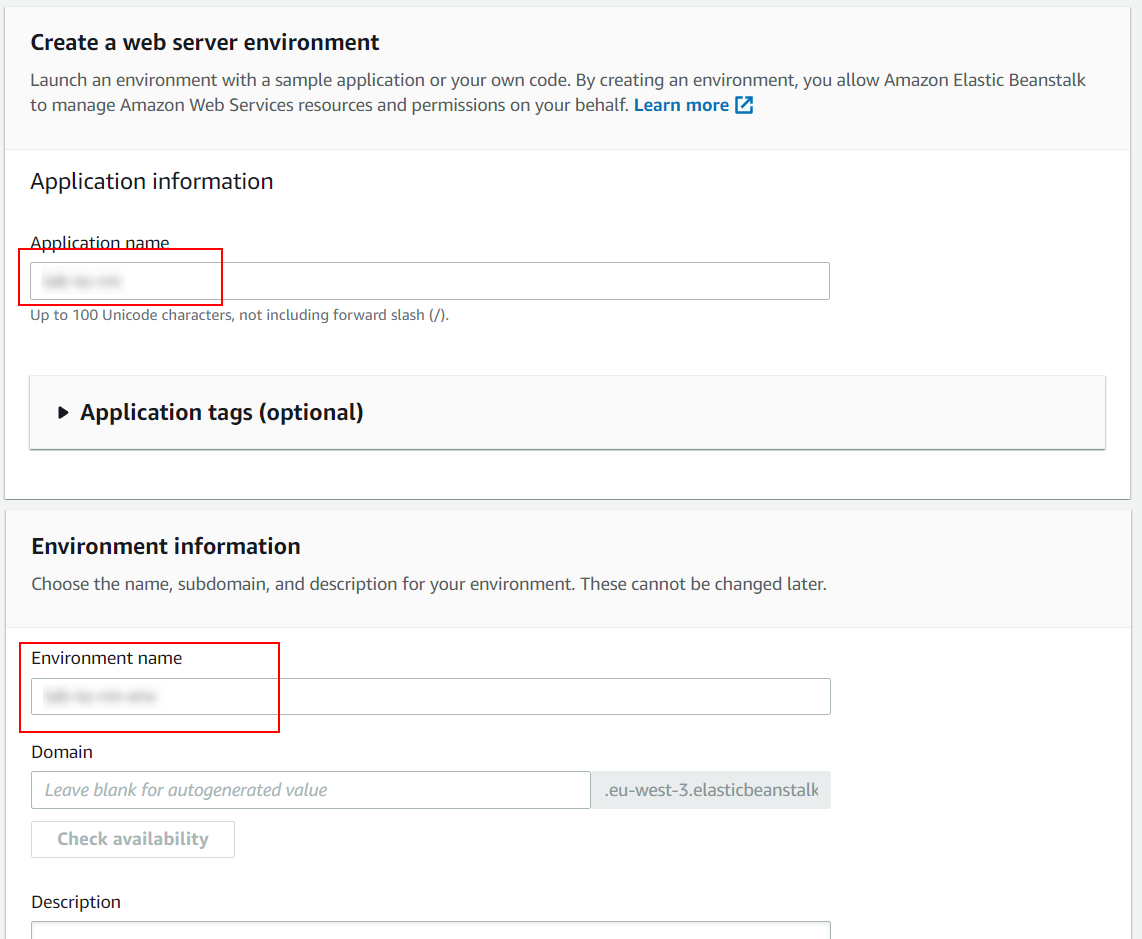 Create a web server environment
Launch an environment with a sample application or your own code. By creating an environment, you allow Amazon Elastic Beanstalk
to manage Amazon Web Services resources and permissions on your behalf. Learn more
Application information
Application name
Up to 100 Unicode characters, not including forward slash (/).
Application tags (optional)
Environment information
Choose the name, subdomain, and description for your environment. These cannot be changed later.
Environment name
Domain
Leave blank for autogenerated value
.eu-west-3.elasticbeanstalk
Check availability
Description